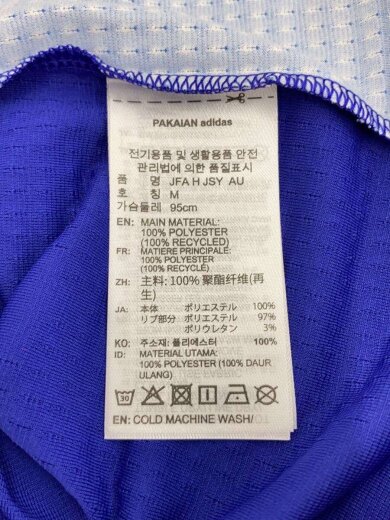 PAKAIAN adidas
전기용품 및 생활용품 안전
관리법에 의한 품질표시
품 명 JFA H JSY AU
호 칭 M
가슴둘레 95cm
EN: MAIN MATERIAL:
100% POLYESTER
(100% RECYCLED)
FR: MATIERE PRINCIPALE:
100% POLYESTER
(100% RECYCLÉ)
ZH: 主料: 100% 聚酯纤维(再
生)
JA: 本体 ポリエステル 100%
リブ部分 ポリエステル 97%
ポリウレタン 3%
KO: 주소재: 폴리에스터 100%
ID: MATERIAL UTAMA:
100% POLYESTER (100% DAUR
ULANG)
30
EN: COLD MACHINE WASH/